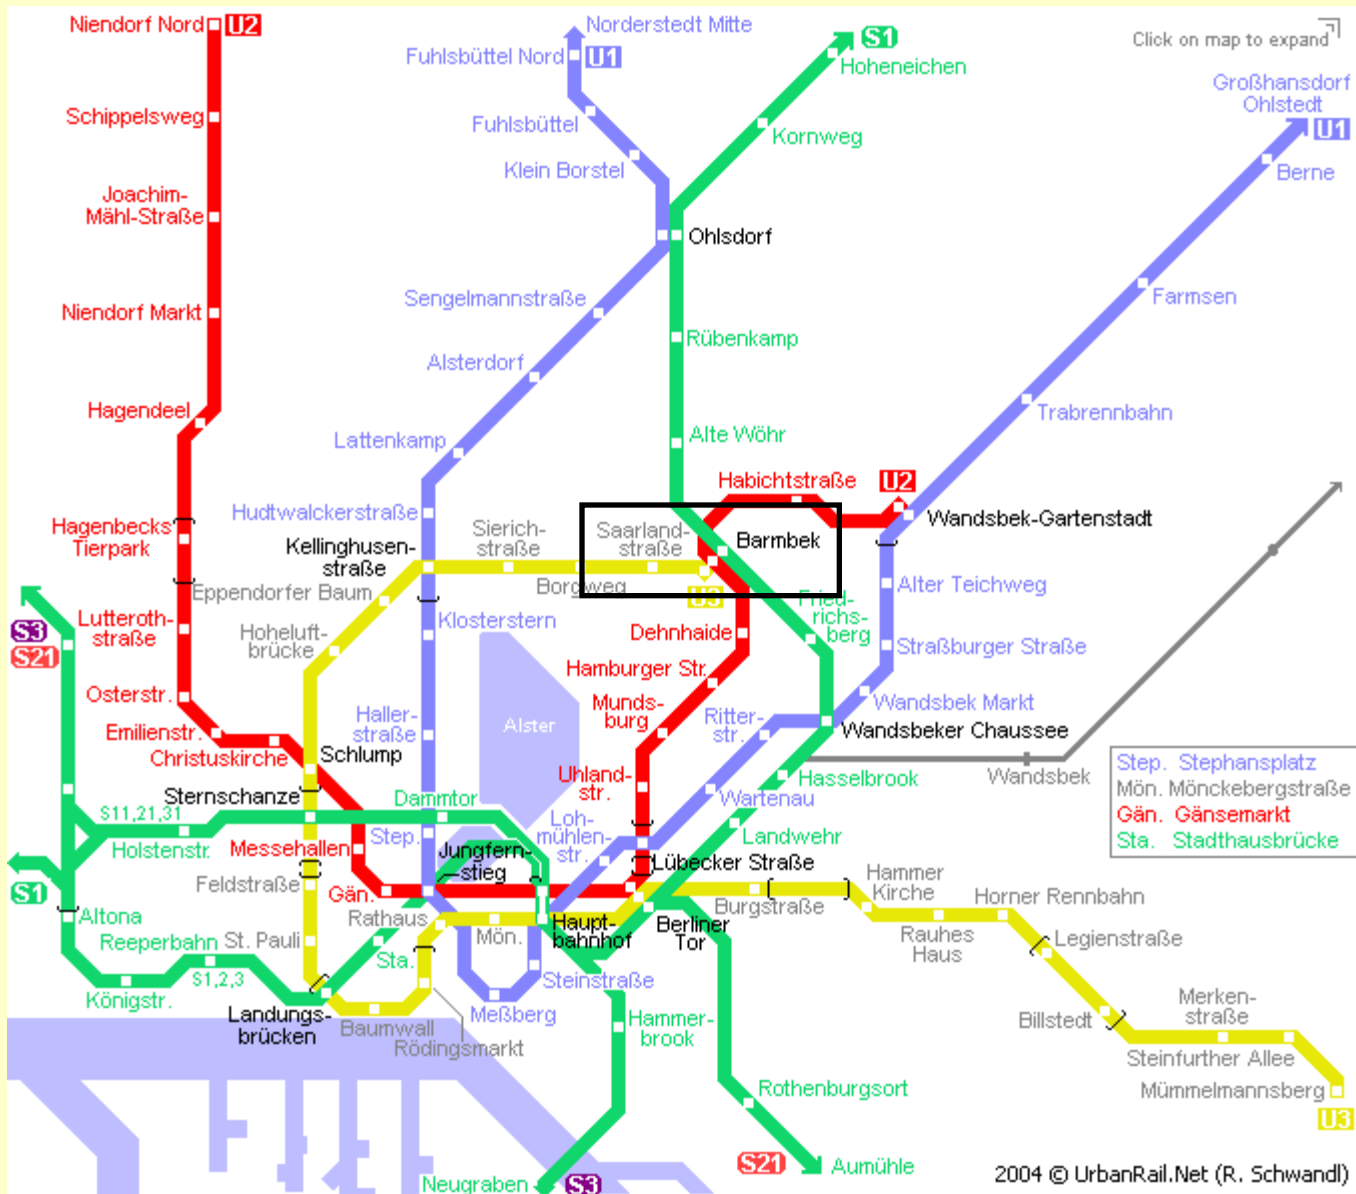 Niendorf Nord
U2
Norderstedt Mitte
Fuhlsbüttel Nord
U1
S1
Hoheneichen
Click on map to expand
Großhansdorf
Ohlstedt
U1
Schippelsweg
Fuhlsbüttel
Kornweg
Klein Borstel
Berne
Joachim-
Mähl-Straße
Ohlsdorf
Niendorf Markt
Sengelmannstraße
Farmsen
Rübenkamp
Alsterdorf
Hagendeel
Trabrennbahn
Lattenkamp
Alte Wöhr
Habichtstraße
U2
Hudtwalckerstraße
Wandsbek-Gartenstadt
Hagenbecks
Tierpark
Sierich-
straße
Saarland-
straße
Barmbek
Kellinghusen-
straße
Borgweg
Eppendorfer Baum
U3
Alter Teichweg
Fried-
richs-
berg
S3
S21
Lutteroth-
straße
Klosterstern
Hoheluft-
brücke
Dehnhaide
Straßburger Straße
Hamburger Str.
Osterstr.
Wandsbek Markt
Munds-
burg
Ritter-
str.
Emilienstr.
Haller-
straße
Alster
Wandsbeker Chaussee
Christuskirche
Schlump
Uhland-
str.
Hasselbrook
Wandsbek
Step. Stephansplatz
Mön. Mönckebergstraße
Gän. Gänsemarkt
Sta. Stadthausbrücke
Sternschanze
Dammtor
Wartenau
S11,21,31
Holstenstr.
Step.
Loh-
mühlen-
str.
Landwehr
Messehallen
Jungfern-
stieg
Lübecker Straße
Feldstraße
Gän.
Burgstraße
Hammer
Kirche
Horner Rennbahn
S1
Altona
Rathaus
Mön.
Haupt-
bahnhof
Berliner
Tor
Rauhes
Haus
Legienstraße
Reeperbahn
St. Pauli
Sta.
S1,2,3
Königstr.
Steinstraße
Landungs-
brücken
Baumwall
Rödingsmarkt
Meßberg
Hammer-
brook
Billstedt
Merken-
straße
Steinfurther Allee
Mümmelmannsberg
U3
Rothenburgsort
S21
Aumühle
Neugraben
S3
2004 © UrbanRail.Net (R. Schwandl)